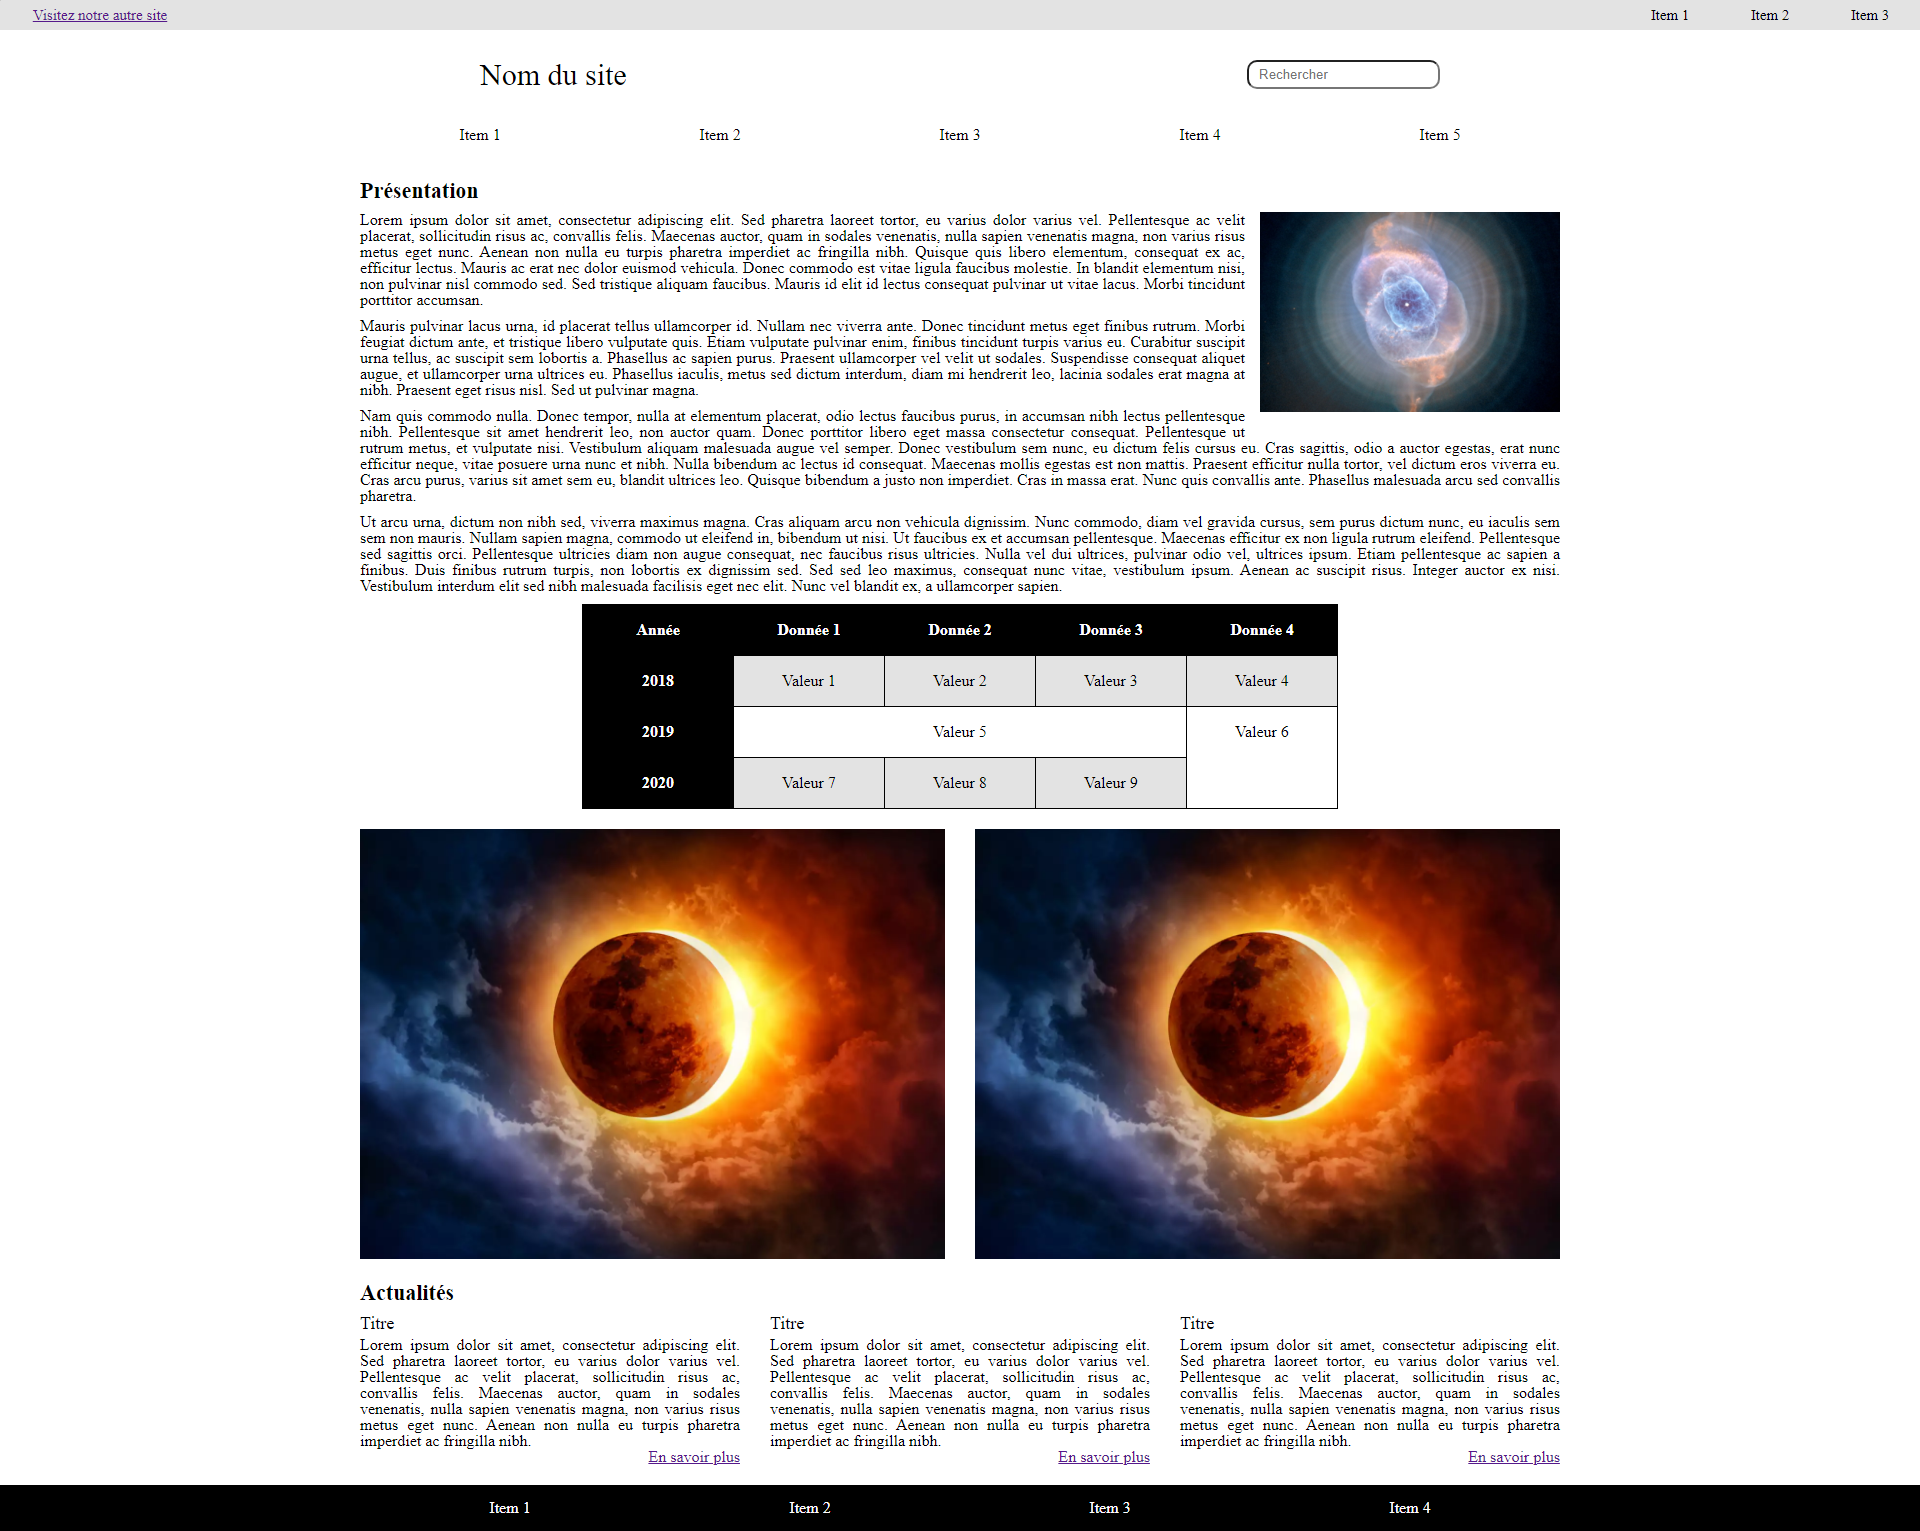 Visitez notre autre site
Item 1 Item 2 Item 3
Nom du site
Rechercher
Item 1 Item 2 Item 3 Item 4 Item 5
Présentation
Lorem ipsum dolor sit amet, consectetur adipiscing elit. Sed pharetra laoreet tortor, eu varius dolor varius vel. Pellentesque ac velit
placerat, sollicitudin risus ac, convallis felis. Maecenas auctor, quam in sodales venenatis, nulla sapien venenatis magna, non varius risus
metus eget nunc. Aenean non nulla eu turpis pharetra imperdiet ac fringilla nibh. Quisque quis libero elementum, consequat ex ac,
efficitur lectus. Mauris ac erat nec dolor euismod vehicula. Donec commodo est vitae ligula faucibus molestie. In blandit elementum nisi,
non pulvinar nisl commodo sed. Sed tristique aliquam faucibus. Mauris id elit id lectus consequat pulvinar ut vitae lacus. Morbi tincidunt
porttitor accumsan.
Mauris pulvinar lacus urna, id placerat tellus ullamcorper id. Nullam nec viverra ante. Donec tincidunt metus eget finibus rutrum. Morbi
feugiat dictum ante, et tristique libero vulputate quis. Etiam vulputate pulvinar enim, finibus tincidunt turpis varius eu. Curabitur suscipit
urna tellus, ac suscipit sem lobortis a. Phasellus ac sapien purus. Praesent ullamcorper vel velit ut sodales. Suspendisse consequat aliquet
augue, et ullamcorper urna ultrices eu. Phasellus iaculis, metus sed dictum interdum, diam mi hendrerit leo, lacinia sodales erat magna at
nibh. Praesent eget risus nisl. Sed ut pulvinar magna.
Nam quis commodo nulla. Donec tempor, nulla at elementum placerat, odio lectus faucibus purus, in accumsan nibh lectus pellentesque
nibh. Pellentesque sit amet hendrerit leo, non auctor quam. Donec porttitor libero eget massa consectetur consequat. Pellentesque ut
rutrum metus, et vulputate nisi. Vestibulum aliquam malesuada augue vel semper. Donec vestibulum sem nunc, eu dictum felis cursus eu. Cras sagittis, odio a auctor egestas, erat nunc
efficitur neque, vitae posuere urna nunc et nibh. Nulla bibendum ac lectus id consequat. Maecenas mollis egestas est non mattis. Praesent efficitur nulla tortor, vel dictum eros viverra eu.
Cras arcu purus, varius sit amet sem eu, blandit ultrices leo. Quisque bibendum a justo non imperdiet. Cras in massa erat. Nunc quis convallis ante. Phasellus malesuada arcu sed convallis
pharetra.
Ut arcu urna, dictum non nibh sed, viverra maximus magna. Cras aliquam arcu non vehicula dignissim. Nunc commodo, diam vel gravida cursus, sem purus dictum nunc, eu iaculis sem
sem non mauris. Nullam sapien magna, commodo ut eleifend in, bibendum ut nisi. Ut faucibus ex et accumsan pellentesque. Maecenas efficitur ex non ligula rutrum eleifend. Pellentesque
sed sagittis orci. Pellentesque ultricies diam non augue consequat, nec faucibus risus ultricies. Nulla vel dui ultrices, pulvinar odio vel, ultrices ipsum. Etiam pellentesque ac sapien a
finibus. Duis finibus rutrum turpis, non lobortis ex dignissim sed. Sed sed leo maximus, consequat nunc vitae, vestibulum ipsum. Aenean ac suscipit risus. Integer auctor ex nisi.
Vestibulum interdum elit sed nibh malesuada facilisis eget nec elit. Nunc vel blandit ex, a ullamcorper sapien.
Année Donnée 1 Donnée 2 Donnée 3 Donnée 4
2018 Valeur 1 Valeur 2 Valeur 3 Valeur 4
2019 Valeur 5 Valeur 6
2020 Valeur 7 Valeur 8 Valeur 9
Actualités
Titre
Lorem ipsum dolor sit amet, consectetur adipiscing elit.
Sed pharetra laoreet tortor, eu varius dolor varius vel.
Pellentesque ac velit placerat, sollicitudin risus ac,
convallis felis. Maecenas auctor, quam in sodales
venenatis, nulla sapien venenatis magna, non varius risus
metus eget nunc. Aenean non nulla eu turpis pharetra
imperdiet ac fringilla nibh.
En savoir plus
Titre
Lorem ipsum dolor sit amet, consectetur adipiscing elit.
Sed pharetra laoreet tortor, eu varius dolor varius vel.
Pellentesque ac velit placerat, sollicitudin risus ac,
convallis felis. Maecenas auctor, quam in sodales
venenatis, nulla sapien venenatis magna, non varius risus
metus eget nunc. Aenean non nulla eu turpis pharetra
imperdiet ac fringilla nibh.
En savoir plus
Titre
Lorem ipsum dolor sit amet, consectetur adipiscing elit.
Sed pharetra laoreet tortor, eu varius dolor varius vel.
Pellentesque ac velit placerat, sollicitudin risus ac,
convallis felis. Maecenas auctor, quam in sodales
venenatis, nulla sapien venenatis magna, non varius risus
metus eget nunc. Aenean non nulla eu turpis pharetra
imperdiet ac fringilla nibh.
En savoir plus
Item 1 Item 2 Item 3 Item 4